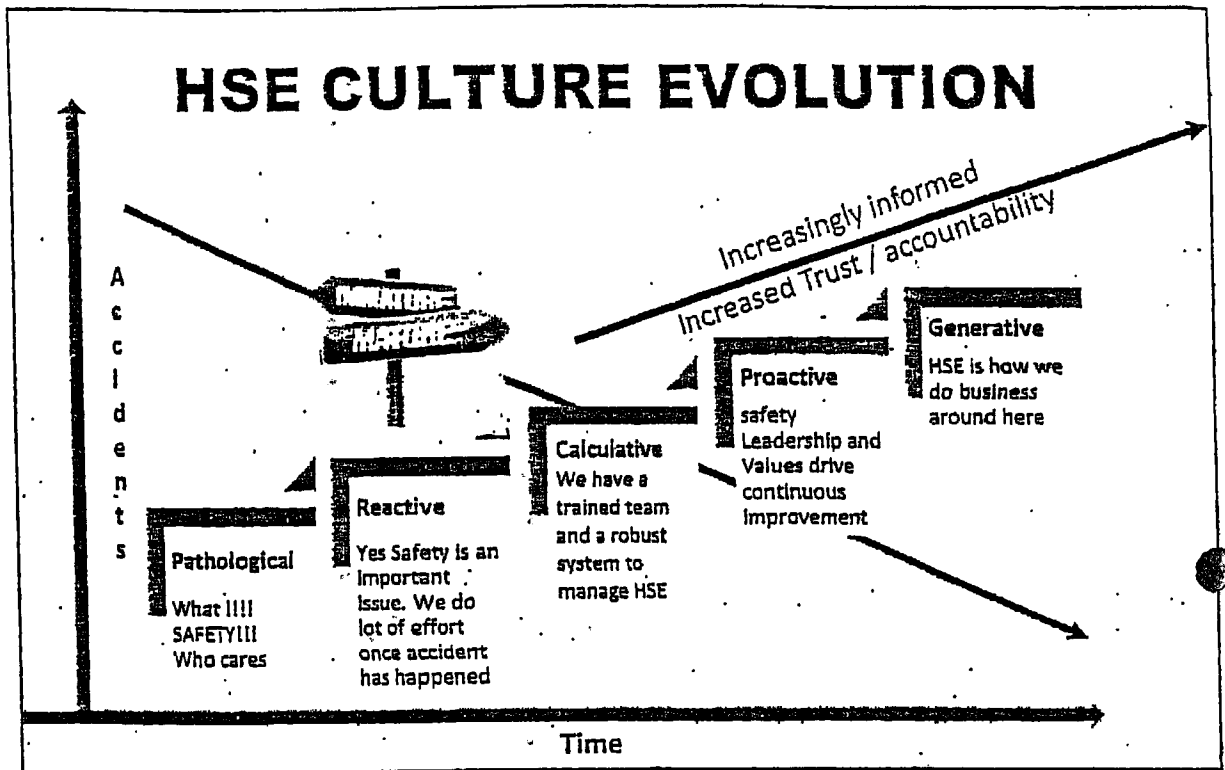 HSE CULTURE EVOLUTION
Increasingly informed
Increased Trust / accountability
Accidents
Generative
HSE is how we
do business
around here
Proactive
safety
Leadership and
Values drive
continuous
improvement
Calculative
We have a
trained team
and a robust
system to
manage HSE
Reactive
Yes Safety is an
important
issue. We do
lot of effort
once accident
has happened
Pathological
What !!!!
SAFETY!!!
Who cares
Time